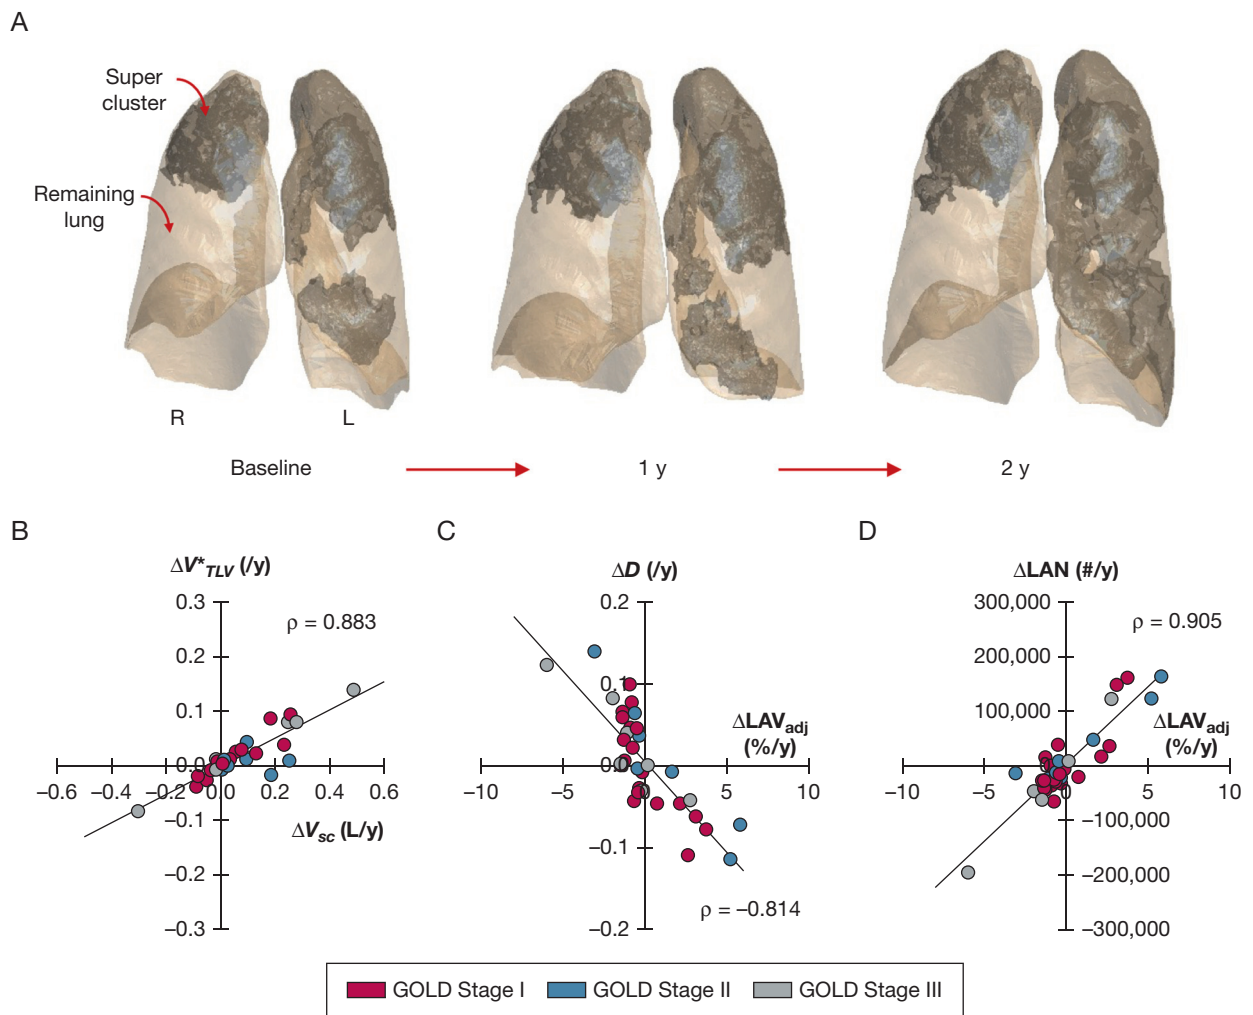 A
Super
cluster
Remaining
lung
R
L
Baseline
1 y
2 y
B
ΔV*TLV (/y)
ρ = 0.883
0.3
0.2
0.1
0.0
−0.1
−0.2
−0.3
−0.6
−0.4
−0.2
0.0
0.2
0.4
0.6
ΔVsc (L/y)
C
ΔD (/y)
0.2
0.1
0.0
−0.1
−0.2
−10
−5
0
5
10
ΔLAVadj
(%/y)
ρ = −0.814
D
ΔLAN (#/y)
300,000
200,000
100,000
0
−100,000
−200,000
−300,000
ρ = 0.905
ΔLAVadj
(%/y)
−10
−5
0
5
10
GOLD Stage I
GOLD Stage II
GOLD Stage III